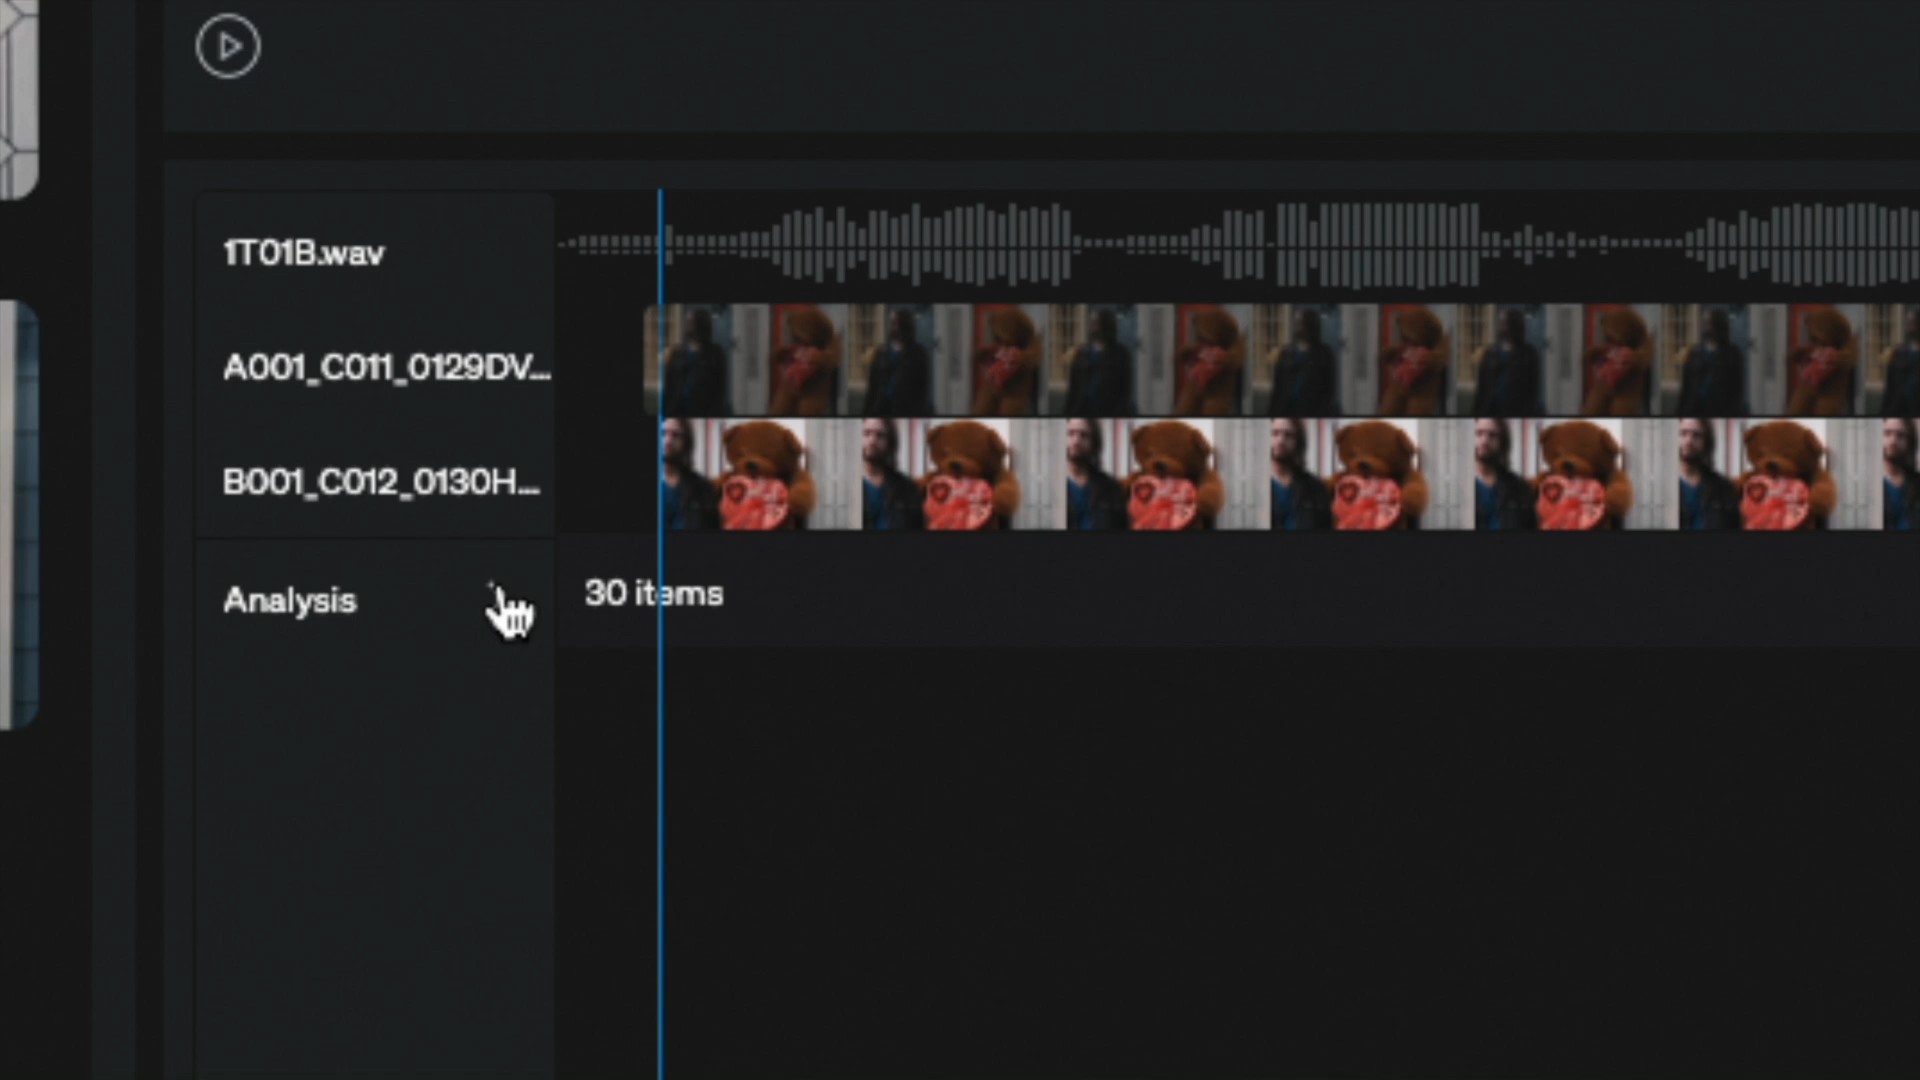 1T01B.wav
A001_C011_0129DV...
B001_C012_0130H...
Analysis
30 items